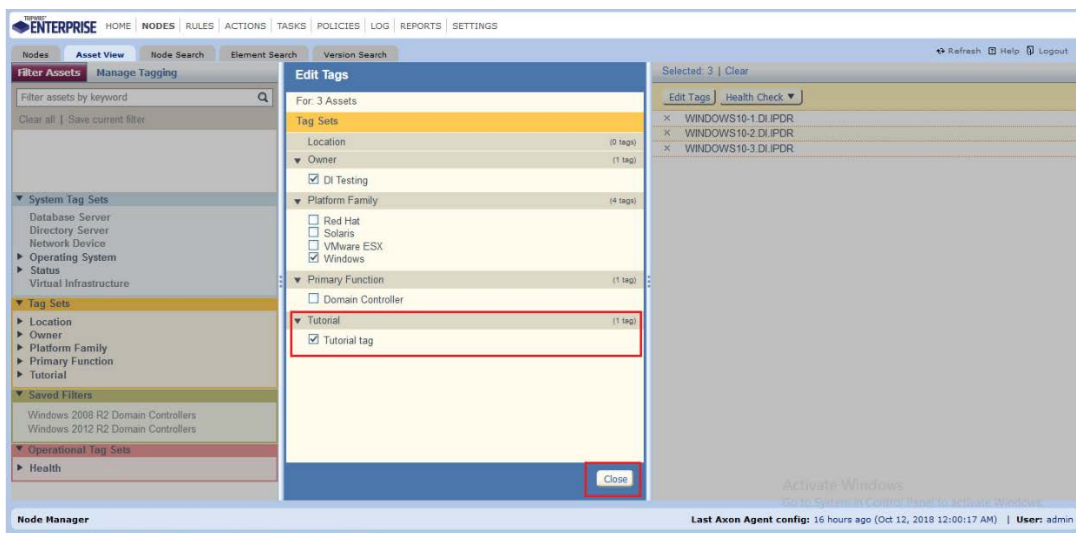 TRIPWIRE
ENTERPRISE HOME NODES RULES ACTIONS TASKS POLICIES LOG REPORTS SETTINGS
Nodes Asset View Node Search Element Search Version Search Refresh Help Logout
Filter Assets Manage Tagging
Filter assets by keyword
Clear all | Save current filter
System Tag Sets
Database Server
Directory Server
Network Device
Operating System
Status
Virtual Infrastructure
Tag Sets
Location
Owner
Platform Family
Primary Function
Tutorial
Saved Filters
Windows 2008 R2 Domain Controllers
Windows 2012 R2 Domain Controllers
Operational Tag Sets
Health
Edit Tags
For: 3 Assets
Tag Sets
Location (0 tags)
Owner (1 tag)
DI Testing
Platform Family (4 tags)
Red Hat
Solaris
VMware ESX
Windows
Primary Function (1 tag)
Domain Controller
Tutorial (1 tag)
Tutorial tag
Close
Selected: 3 | Clear
Edit Tags Health Check ▼
× WINDOWS10-1.DI.IPDR
× WINDOWS10-2.DI.IPDR
× WINDOWS10-3.DI.IPDR
Activate Windows
Go to System in Control Panel to activate Windows.
Node Manager Last Axon Agent config: 16 hours ago (Oct 12, 2018 12:00:17 AM) | User: admin